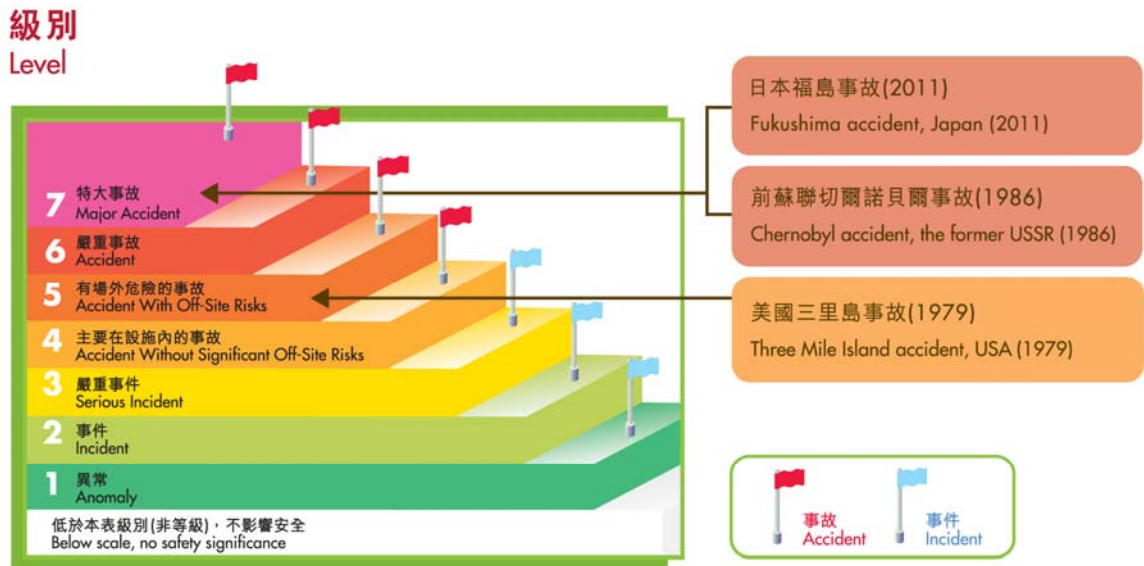 級別
Level
7 特大事故
Major Accident
6 嚴重事故
Accident
5 有場外危險的事故
Accident With Off-Site Risks
4 主要在設施內的事故
Accident Without Significant Off-Site Risks
3 嚴重事件
Serious Incident
2 事件
Incident
1 異常
Anomaly
低於本表級別(非等級)，不影響安全
Below scale, no safety significance
日本福島事故(2011)
Fukushima accident, Japan (2011)
前蘇聯切爾諾貝爾事故(1986)
Chernobyl accident, the former USSR (1986)
美國三里島事故(1979)
Three Mile Island accident, USA (1979)
事故
Accident
事件
Incident